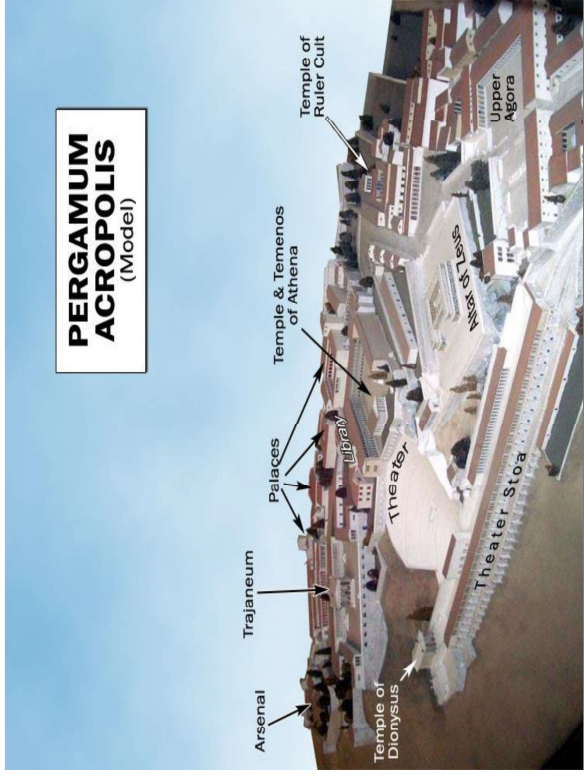 PERGAMUM
ACROPOLIS
(Model)
Arsenal
Trajaneum
Palaces
Temple & Temenos
of Athena
Temple of
Ruler Cult
Library
Theater
Altar of Zeus
Upper
Agora
Theater Stoa
Temple of
Dionysus